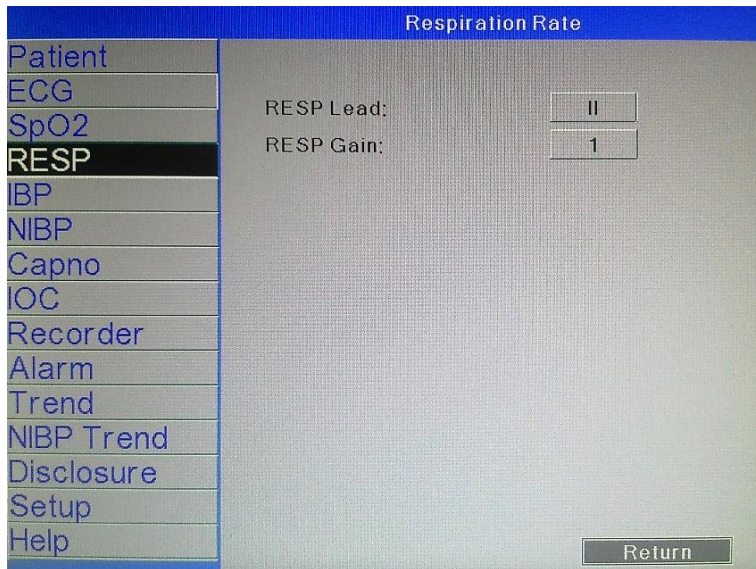 Respiration Rate
Patient
ECG
SpO2
RESP
IBP
NIBP
Capno
IOC
Recorder
Alarm
Trend
NIBP Trend
Disclosure
Setup
Help
RESP Lead: II
RESP Gain: 1
Return